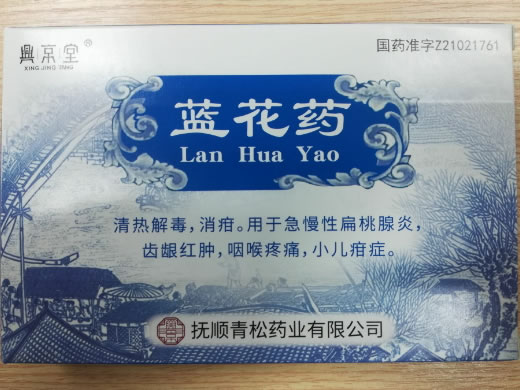 興京堂®
XING JING TANG
国药准字Z21021761
蓝花药
Lan Hua Yao
清热解毒，消疳。用于急慢性扁桃腺炎，
齿龈红肿，咽喉疼痛，小儿疳症。
抚顺青松药业有限公司